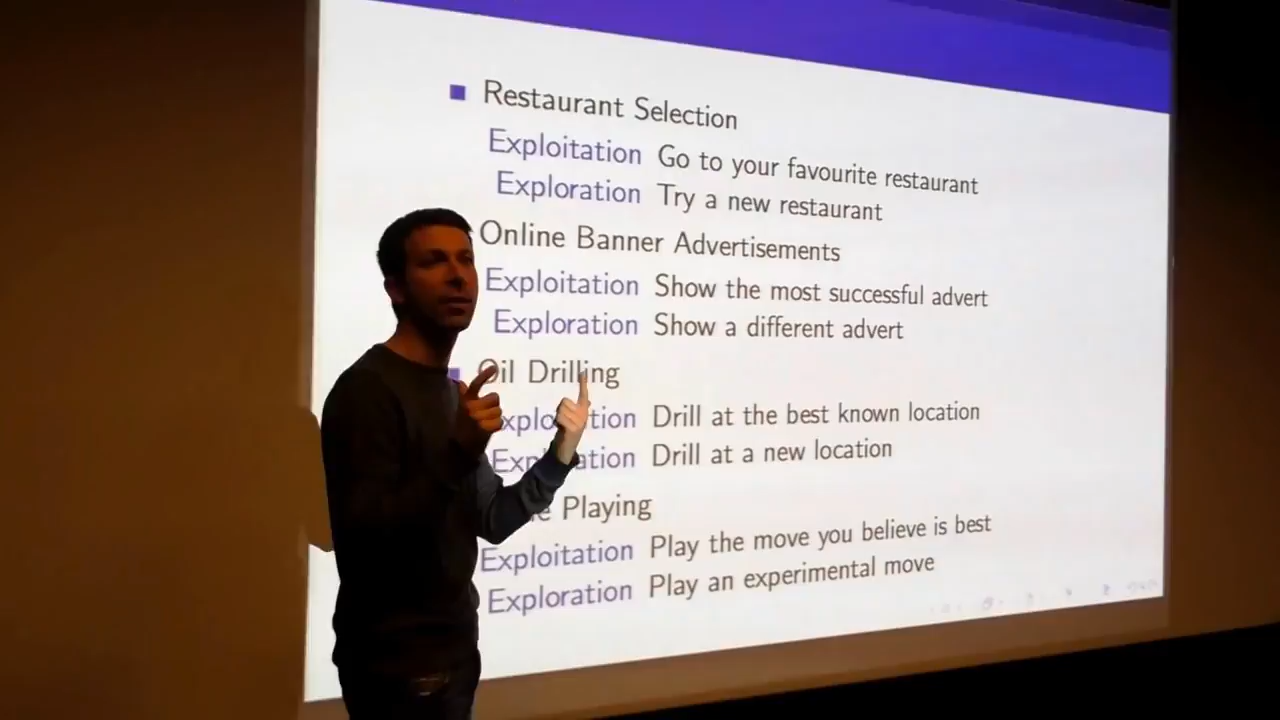 Restaurant Selection
Exploitation Go to your favourite restaurant
Exploration Try a new restaurant
Online Banner Advertisements
Exploitation Show the most successful advert
Exploration Show a different advert
Oil Drilling
Drill at the best known location
Drill at a new location
Playing
Exploitation Play the move you believe is best
Exploration Play an experimental move